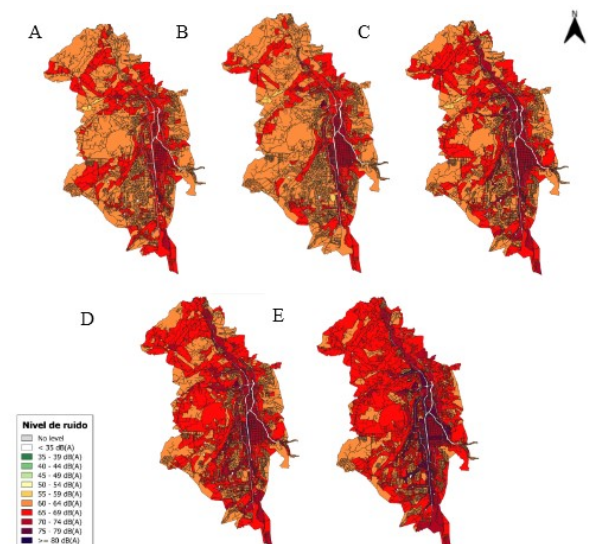 N
A
B
C
D
E
Nivel de ruido
No level
< 35 dB(A)
35 - 39 dB(A)
40 - 44 dB(A)
45 - 49 dB(A)
50 - 54 dB(A)
55 - 59 dB(A)
60 - 64 dB(A)
65 - 69 dB(A)
70 - 74 dB(A)
75 - 79 dB(A)
>= 80 dB(A)